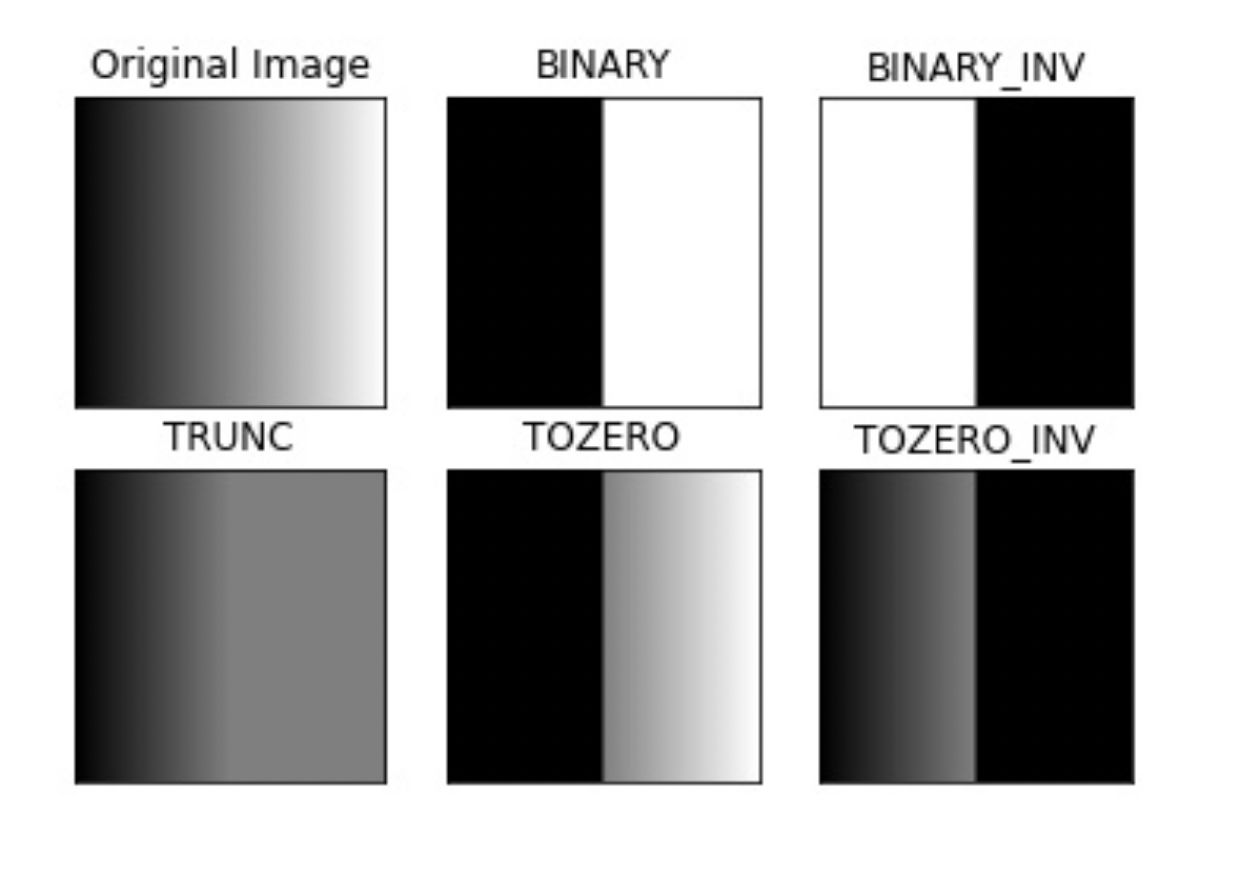 Original Image
BINARY
BINARY_INV
TRUNC
TOZERO
TOZERO_INV